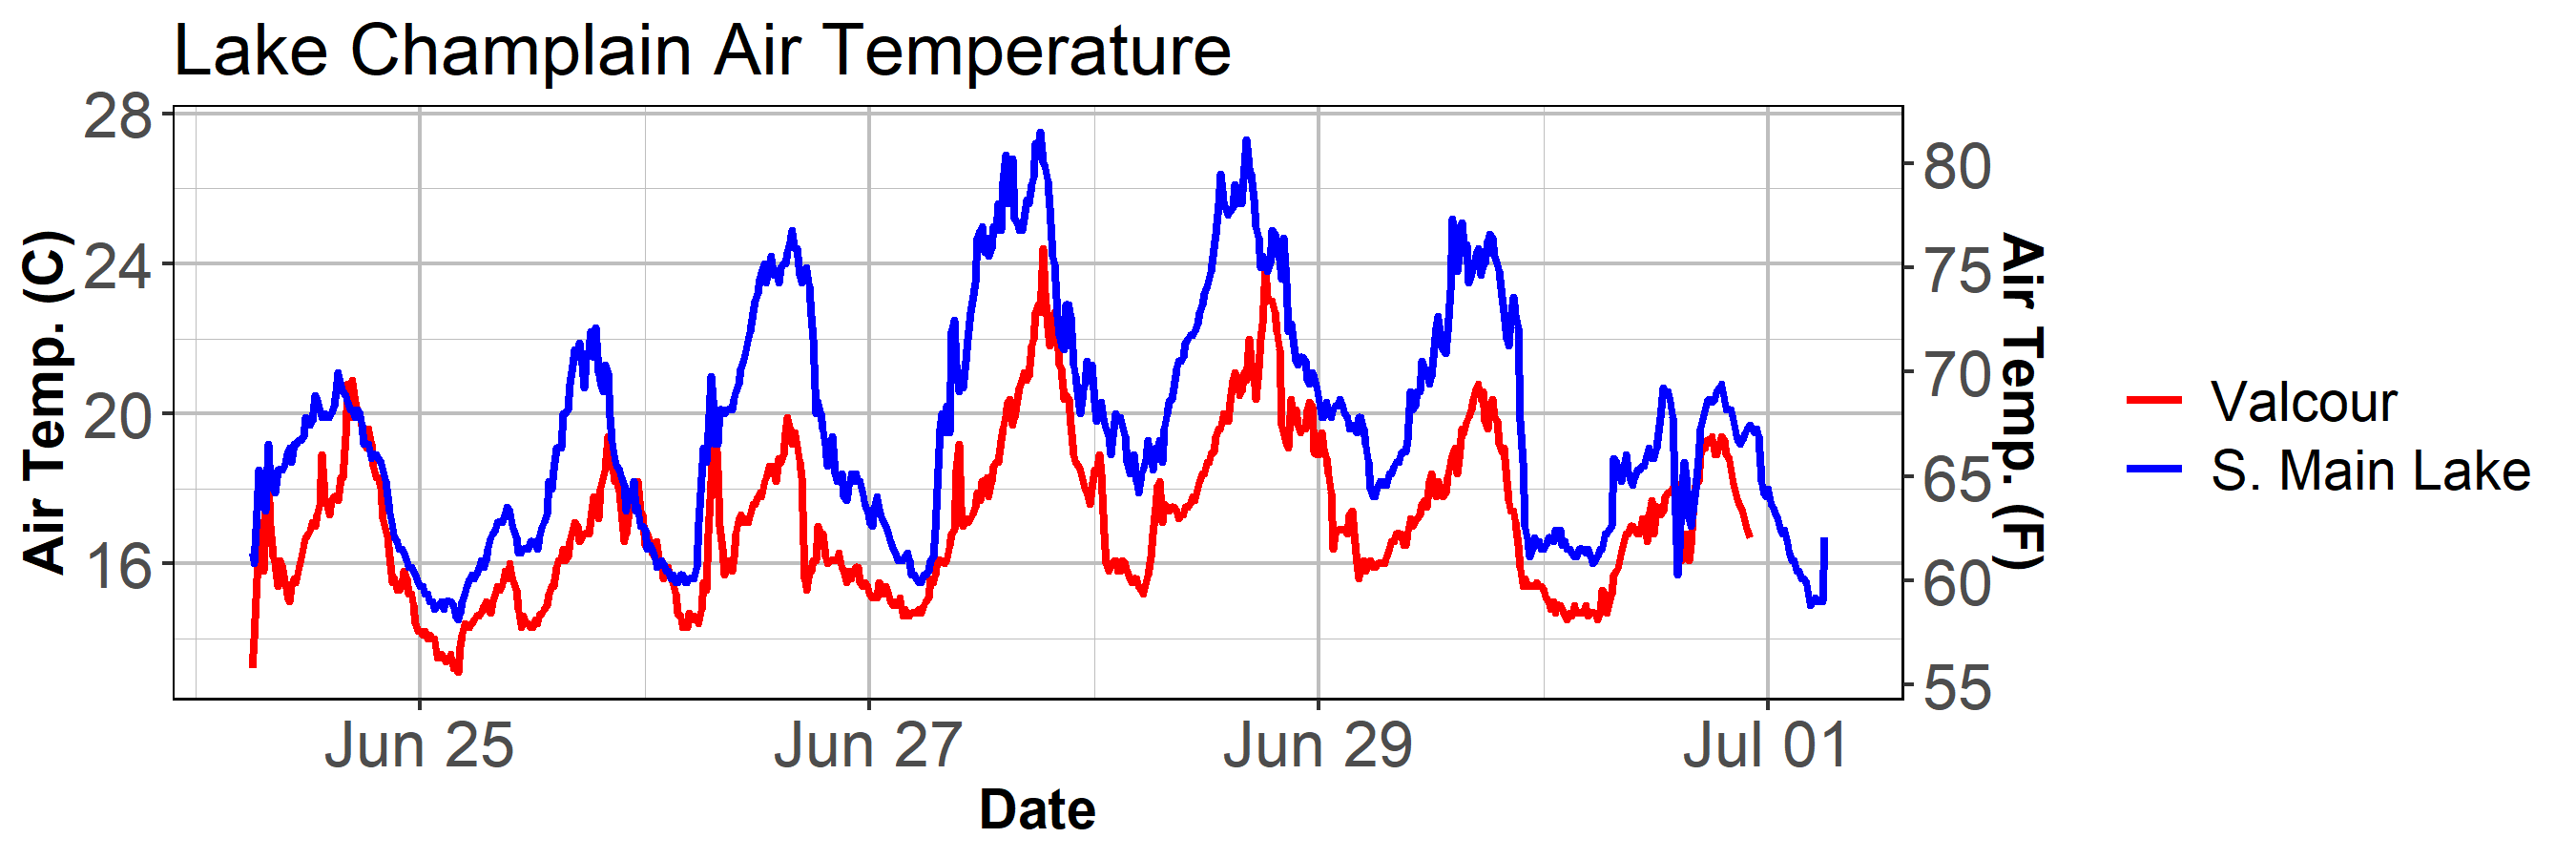 Lake Champlain Air Temperature
Air Temp. (C)
28
24
20
16
80
75
70
65
60
55
Air Temp. (F)
Jun 25
Jun 27
Jun 29
Jul 01
Date
Valcour
S. Main Lake